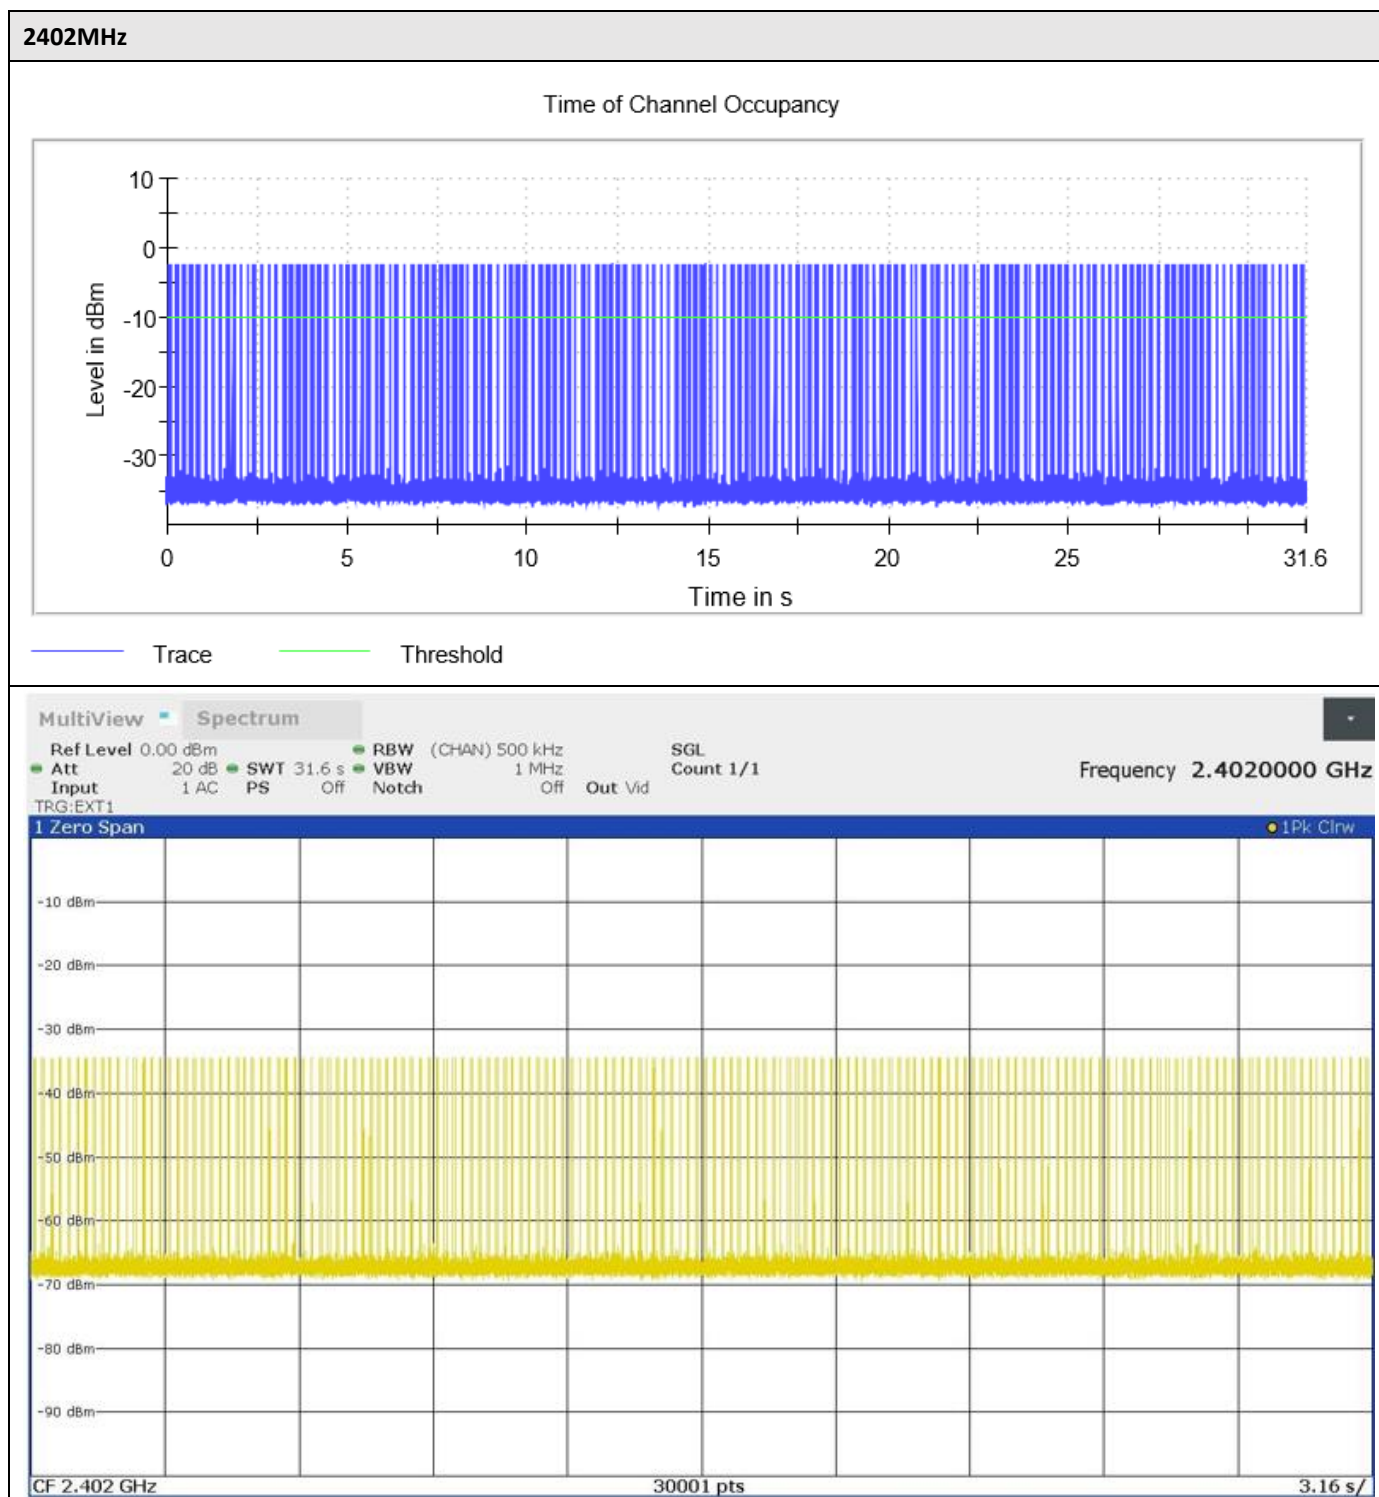 2402MHz
Time of Channel Occupancy
10
0
-10
-20
-30
Level in dBm
0 5 10 15 20 25 31.6
Time in s
Trace Threshold
MultiView Spectrum
Ref Level 0.00 dBm RBW (CHAN) 500 kHz SGL
Att 20 dB SWT 31.6 s VBW 1 MHz Count 1/1 Frequency 2.4020000 GHz
Input 1 AC PS Off Notch Off Out Vid
TRG:EXT1
1 Zero Span 1Pk Clrw
-10 dBm
-20 dBm
-30 dBm
-40 dBm
-50 dBm
-60 dBm
-70 dBm
-80 dBm
-90 dBm
CF 2.402 GHz 30001 pts 3.16 s/